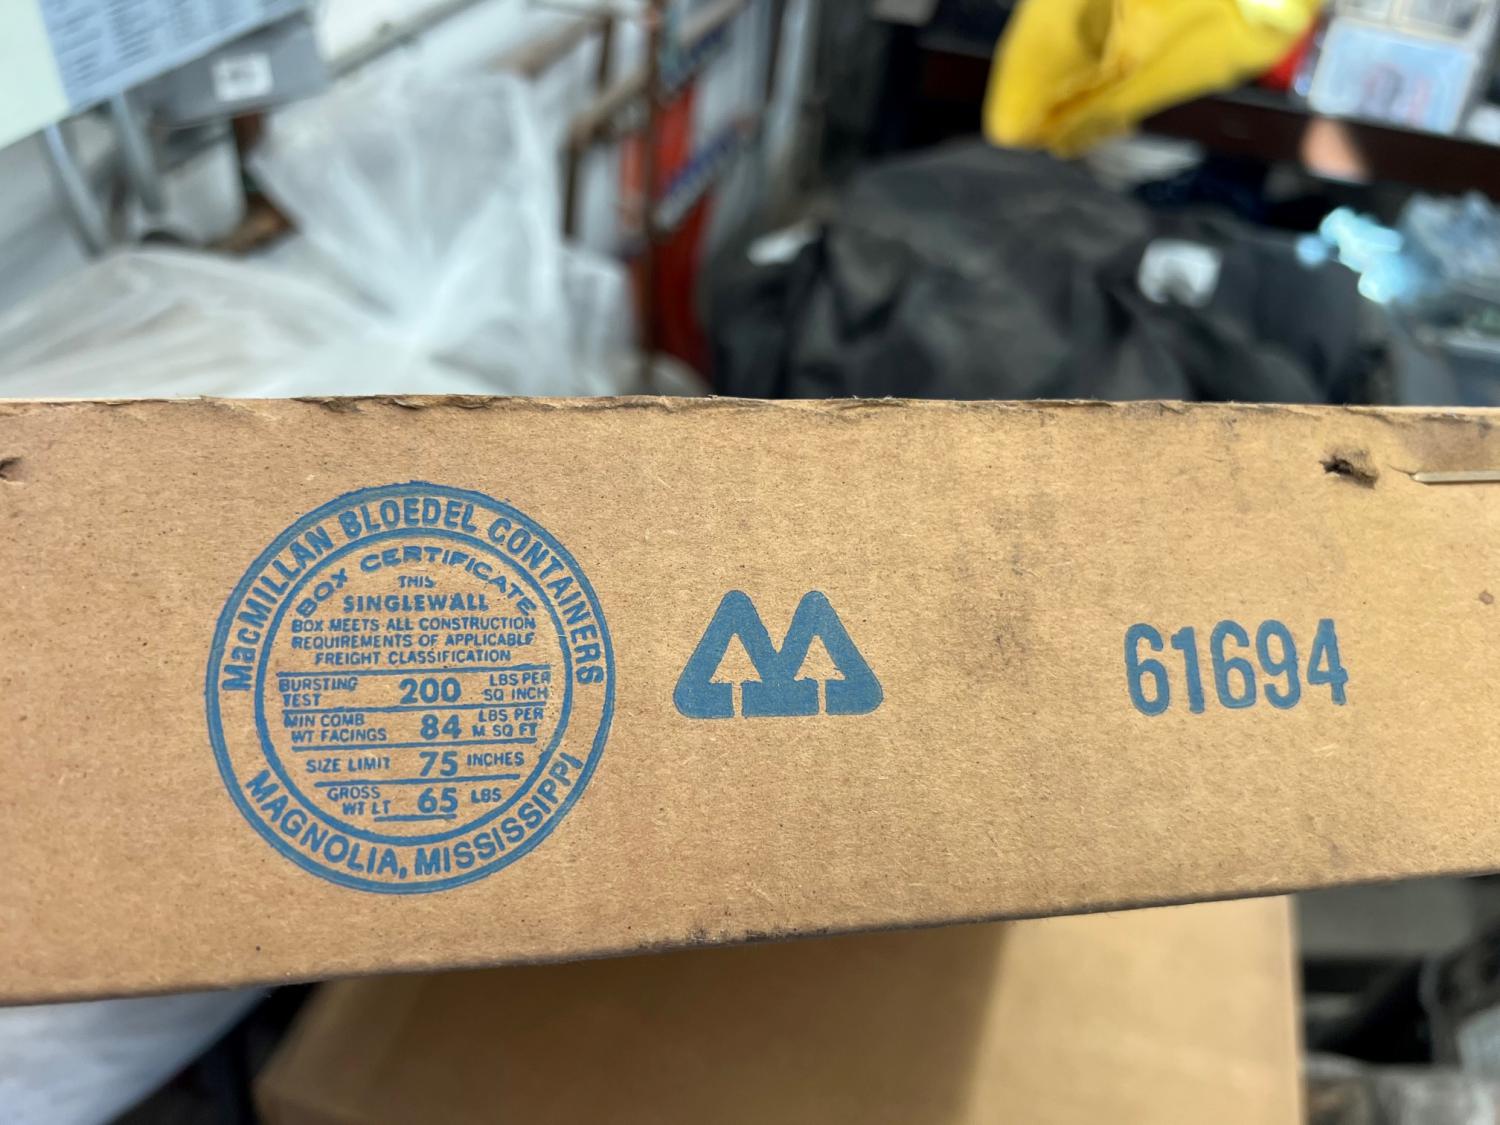 MacMILLAN BLOEDEL CONTAINERS
BOX CERTIFICATE
THIS
SINGLEWALL
BOX MEETS ALL CONSTRUCTION
REQUIREMENTS OF APPLICABLE
FREIGHT CLASSIFICATION
BURSTING TEST 200 LBS PER SQ INCH
MIN COMB WT FACINGS 84 LBS PER M SQ FT
SIZE LIMIT 75 INCHES
GROSS WT LT 65 LBS
MAGNOLIA, MISSISSIPPI
61694